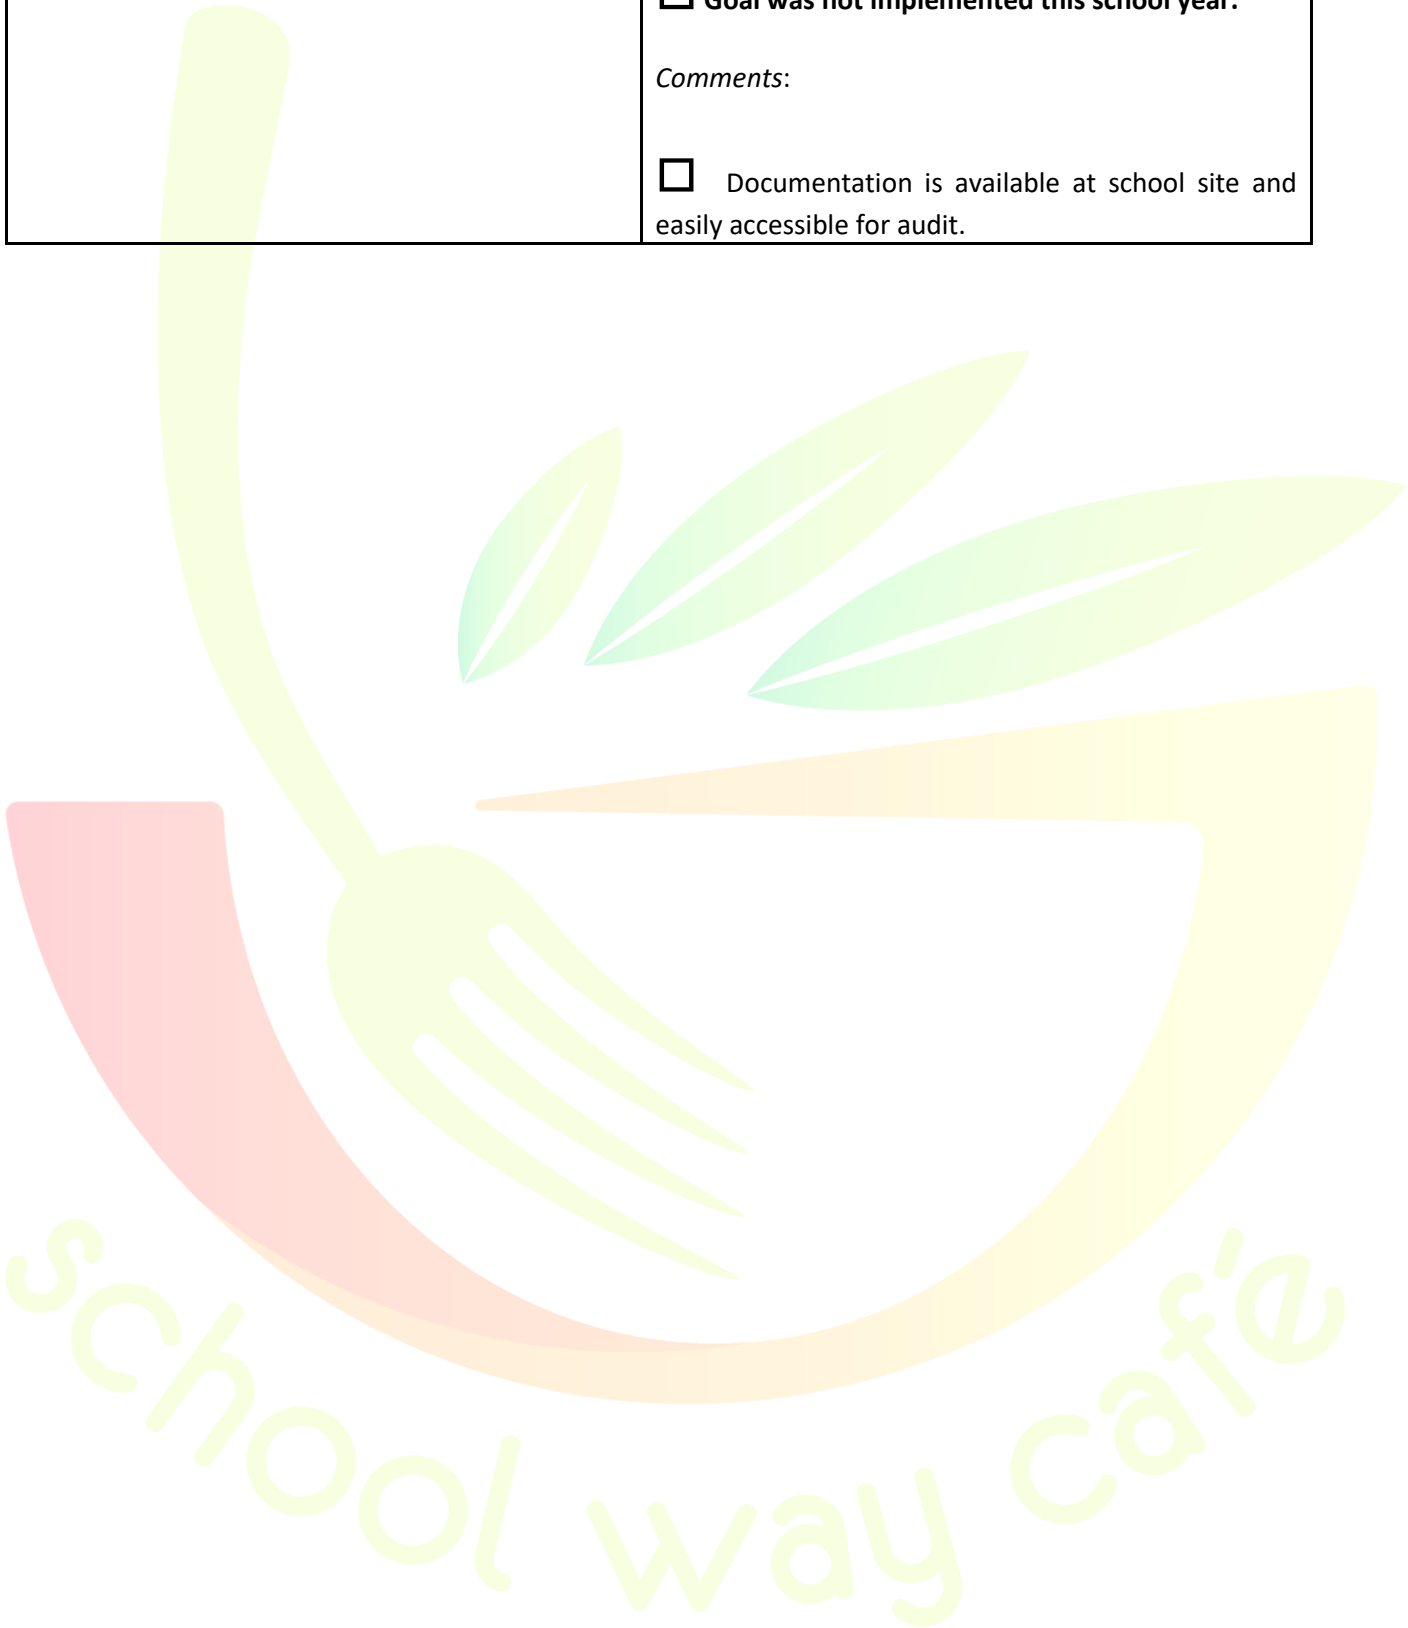 Goal was not implemented this school year.
Comments:
Documentation is available at school site and
easily accessible for audit.
school way café